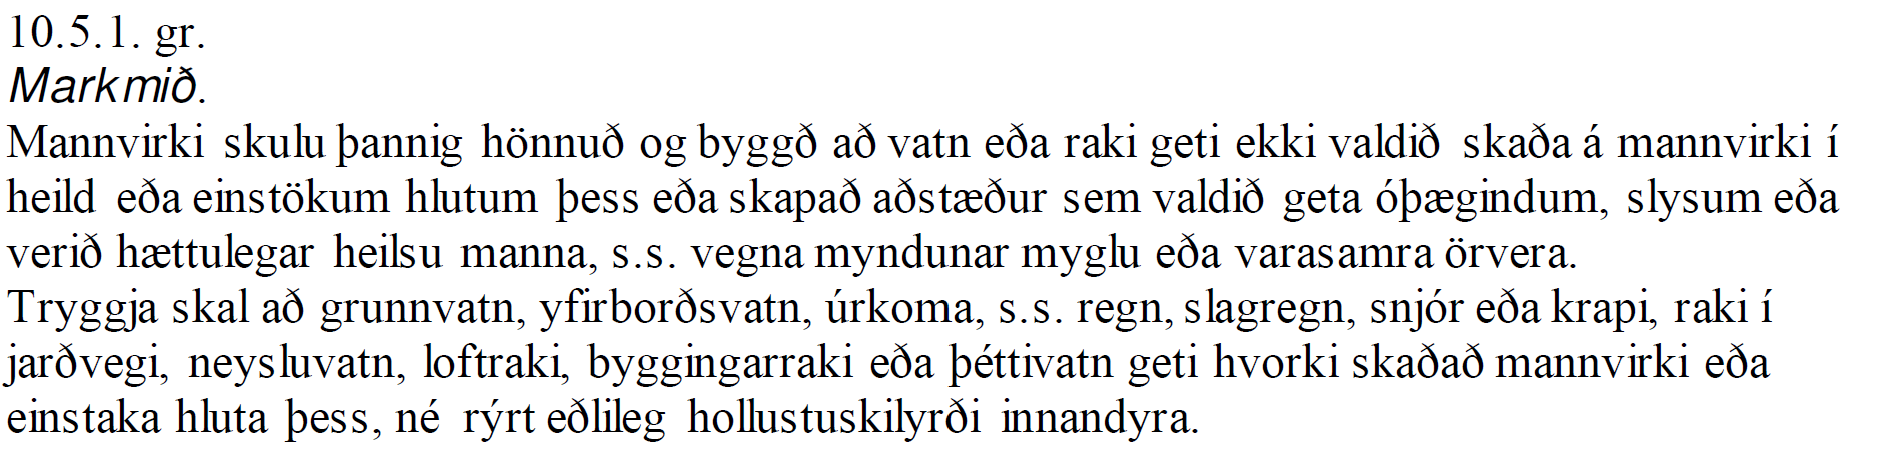 10.5.1. gr.
Markmið.
Mannvirki skulu þannig hönnuð og byggð að vatn eða raki geti ekki valdið skaða á mannvirki í
heild eða einstökum hlutum þess eða skapað aðstæður sem valdið geta óþægindum, slysum eða
verið hættulegar heilsu manna, s.s. vegna myndunar myglu eða varasamra örvera.
Tryggja skal að grunnvatn, yfirborðsvatn, úrkoma, s.s. regn, slagregn, snjór eða krapi, raki í
jarðvegi, neysluvatn, loftraki, byggingarraki eða þéttivatn geti hvorki skaðað mannvirki eða
einstaka hluta þess, né rýrt eðlileg hollustuskilyrði innandyra.